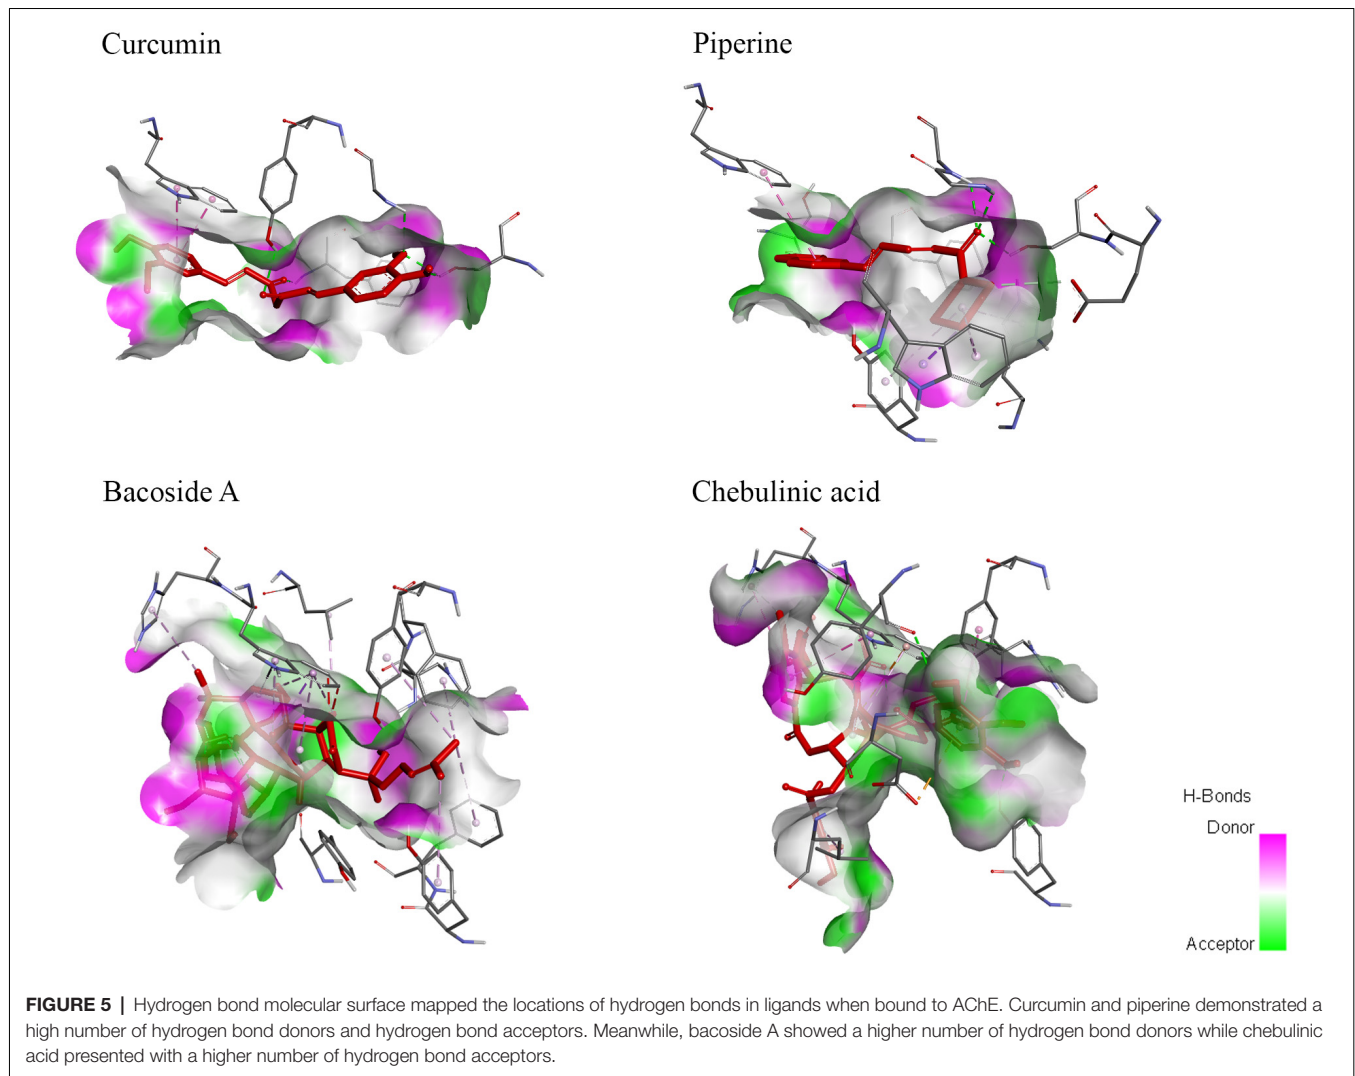 Curcumin
Piperine
Bacoside A
Chebulinic acid
H-Bonds
Donor
Acceptor
FIGURE 5 | Hydrogen bond molecular surface mapped the locations of hydrogen bonds in ligands when bound to AChE. Curcumin and piperine demonstrated a
high number of hydrogen bond donors and hydrogen bond acceptors. Meanwhile, bacoside A showed a higher number of hydrogen bond donors while chebulinic
acid presented with a higher number of hydrogen bond acceptors.